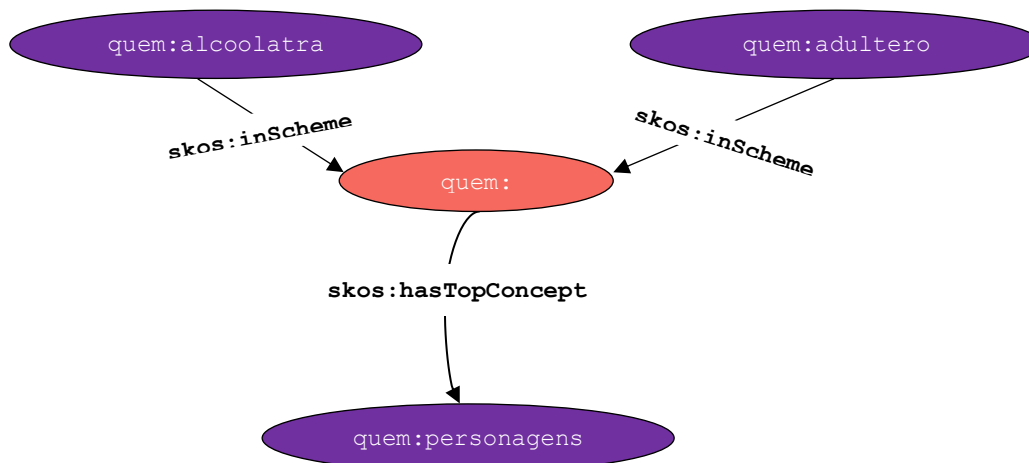 quem:alcoolatra
quem:adultero
skos:inScheme
skos:inScheme
quem:
skos:hasTopConcept
quem:personagens